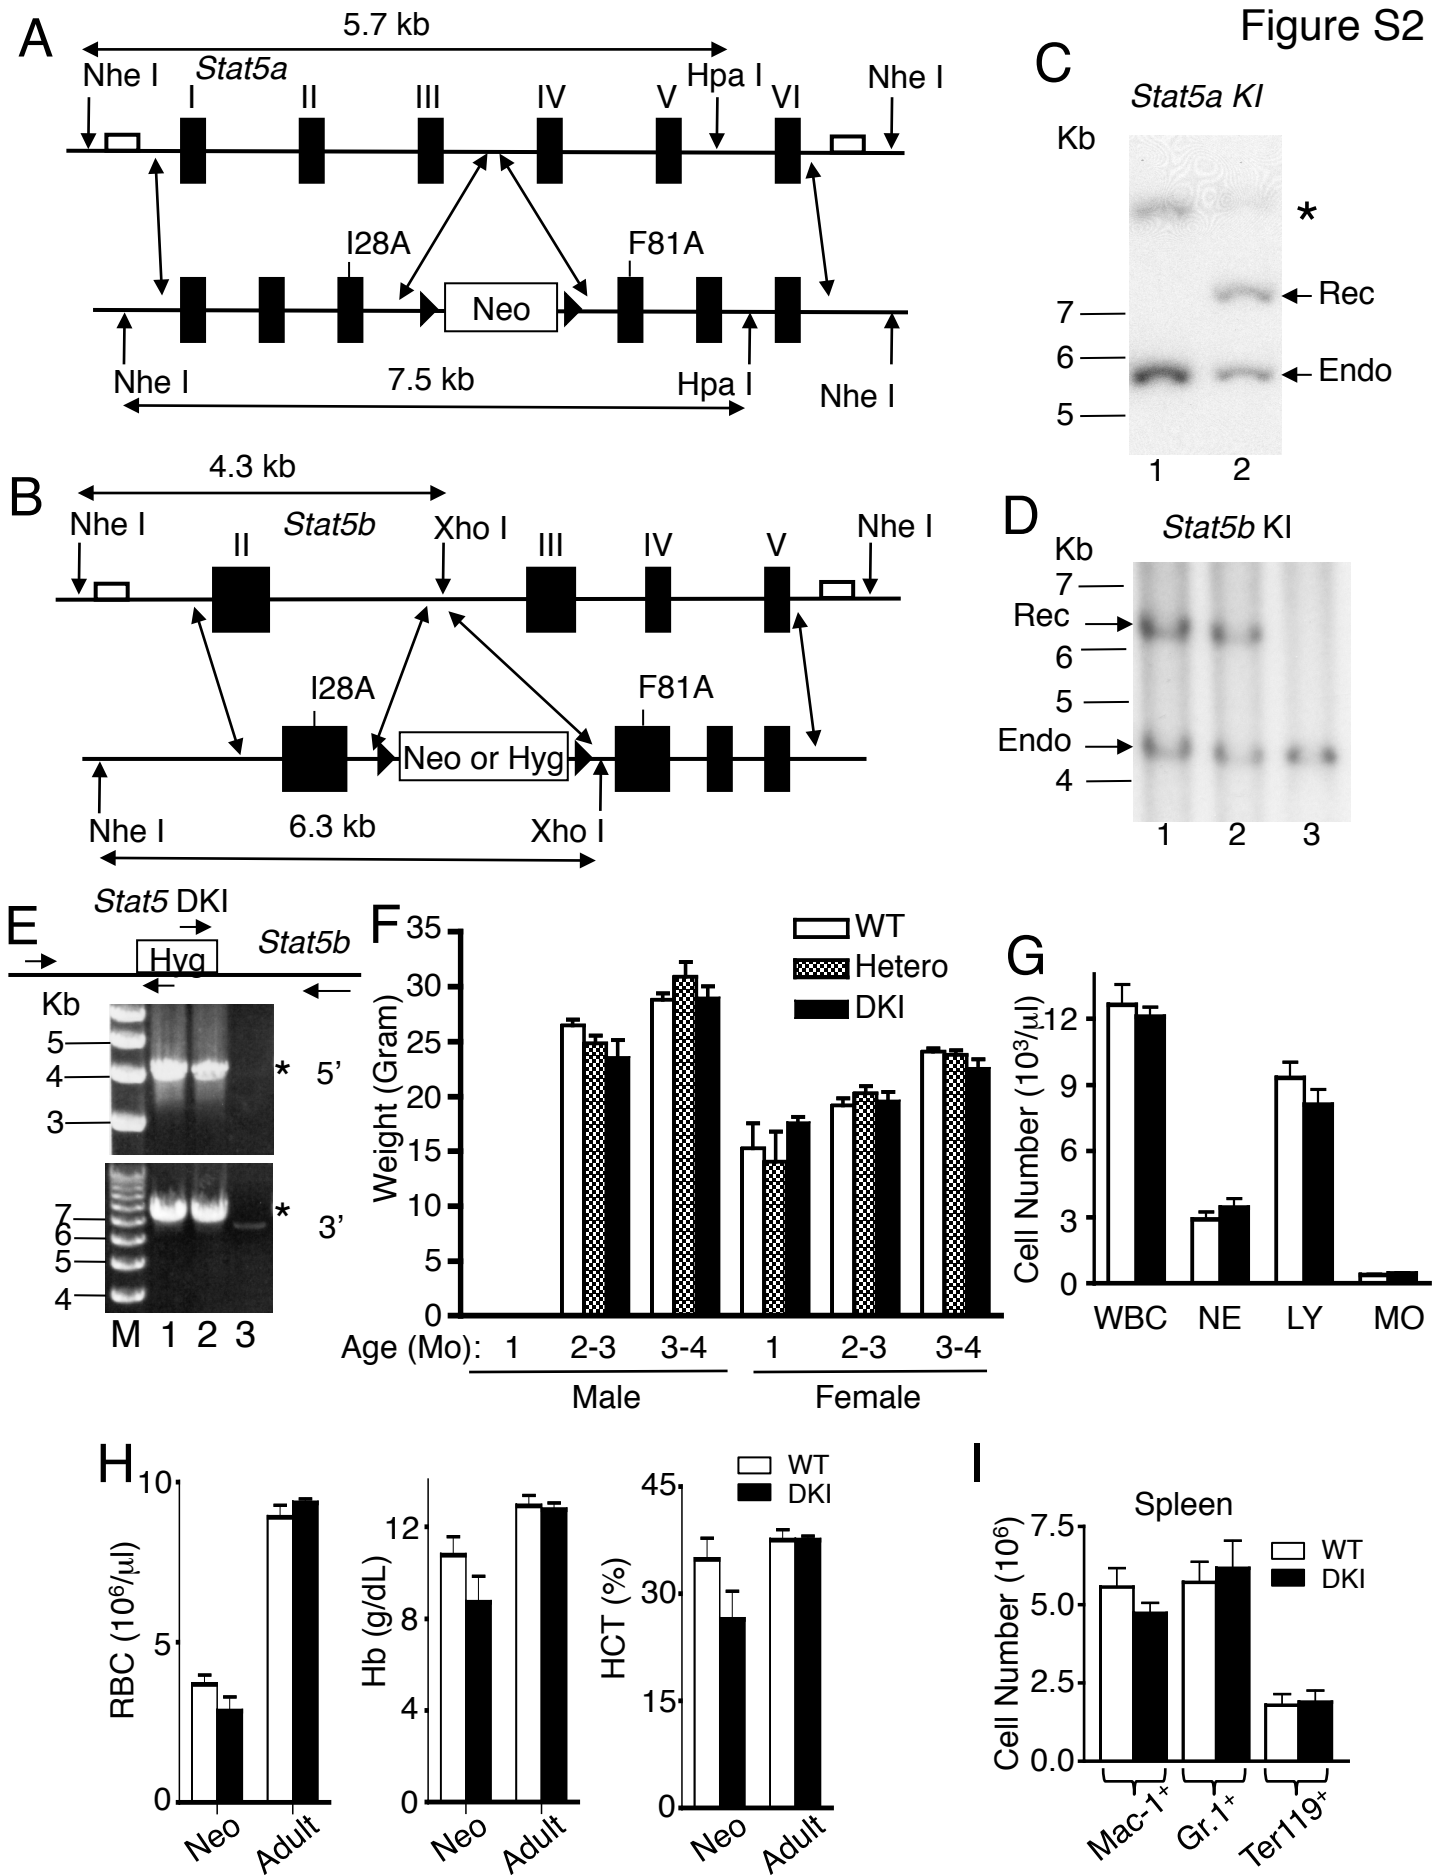 Figure S2
A
5.7 kb
Nhe I
Stat5a
Hpa I
Nhe I
I II III IV V VI
I28A
F81A
Neo
Nhe I
7.5 kb
Hpa I
Nhe I
C
Stat5a KI
Kb
*
Rec
7
6
Endo
5
1 2
B
4.3 kb
Nhe I
Stat5b
Xho I
Nhe I
II III IV V
I28A
F81A
Neo or Hyg
Nhe I
6.3 kb
Xho I
D
Stat5b KI
Kb
7
Rec
6
5
Endo
4
1 2 3
E
Stat5 DKI
Stat5b
Hyg
Kb
5
4
3
* 5’
7
6
5
4
* 3’
M 1 2 3
F
35
30
25
20
15
10
5
0
Weight (Gram)
WT
Hetero
DKI
Age (Mo): 1 2-3 3-4 1 2-3 3-4
Male Female
G
Cell Number (10³/μl)
12
9
6
3
0
WBC NE LY MO
H
RBC (10⁶/μl)
10
5
0
Neo Adult
Hb (g/dL)
12
8
4
0
Neo Adult
HCT (%)
45
30
15
0
WT
DKI
Neo Adult
I
Spleen
Cell Number (10⁶)
7.5
5.0
2.5
0.0
WT
DKI
Mac-1⁺ Gr.1⁺ Ter119⁺